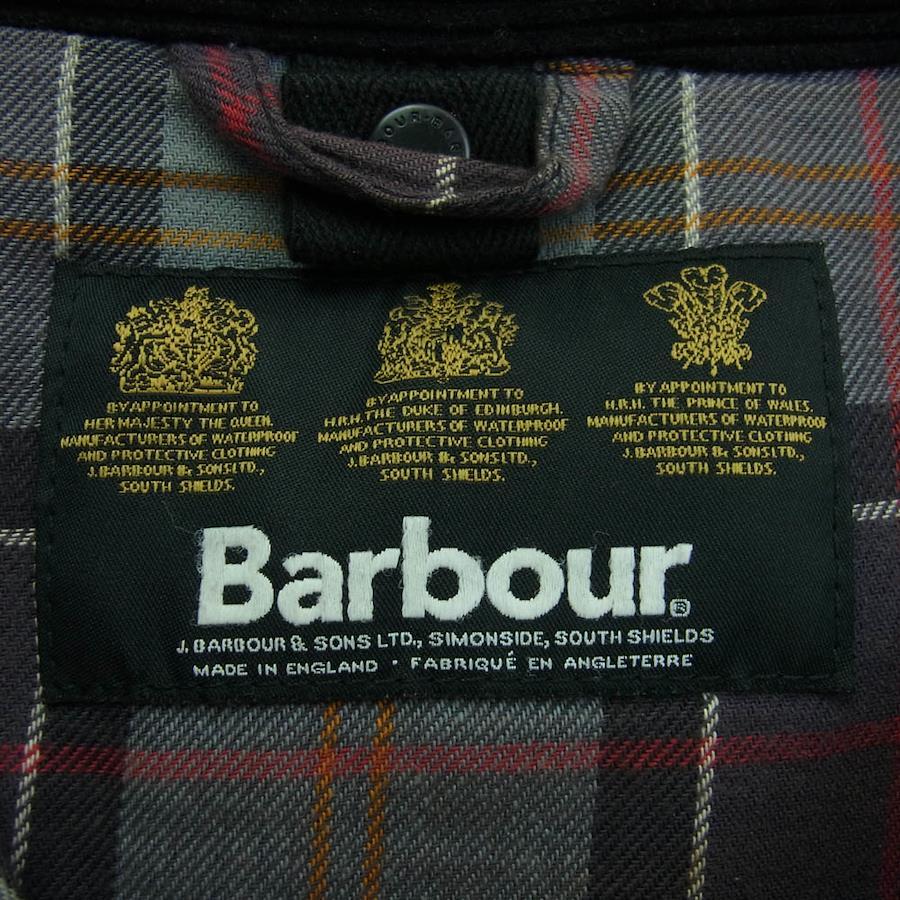 OUR·BA
BY APPOINTMENT TO
HER MAJESTY THE QUEEN.
MANUFACTURERS OF WATERPROOF
AND PROTECTIVE CLOTHING
J. BARBOUR & SONS LTD.,
SOUTH SHIELDS.
BY APPOINTMENT TO
H.R.H. THE DUKE OF EDINBURGH.
MANUFACTURERS OF WATERPROOF
AND PROTECTIVE CLOTHING
J. BARBOUR & SONS LTD.,
SOUTH SHIELDS.
BY APPOINTMENT TO
H.R.H. THE PRINCE OF WALES.
MANUFACTURERS OF WATERPROOF
AND PROTECTIVE CLOTHING
J. BARBOUR & SONS LTD.,
SOUTH SHIELDS.
Barbour®
J. BARBOUR & SONS LTD., SIMONSIDE, SOUTH SHIELDS
MADE IN ENGLAND · FABRIQUÉ EN ANGLETERRE